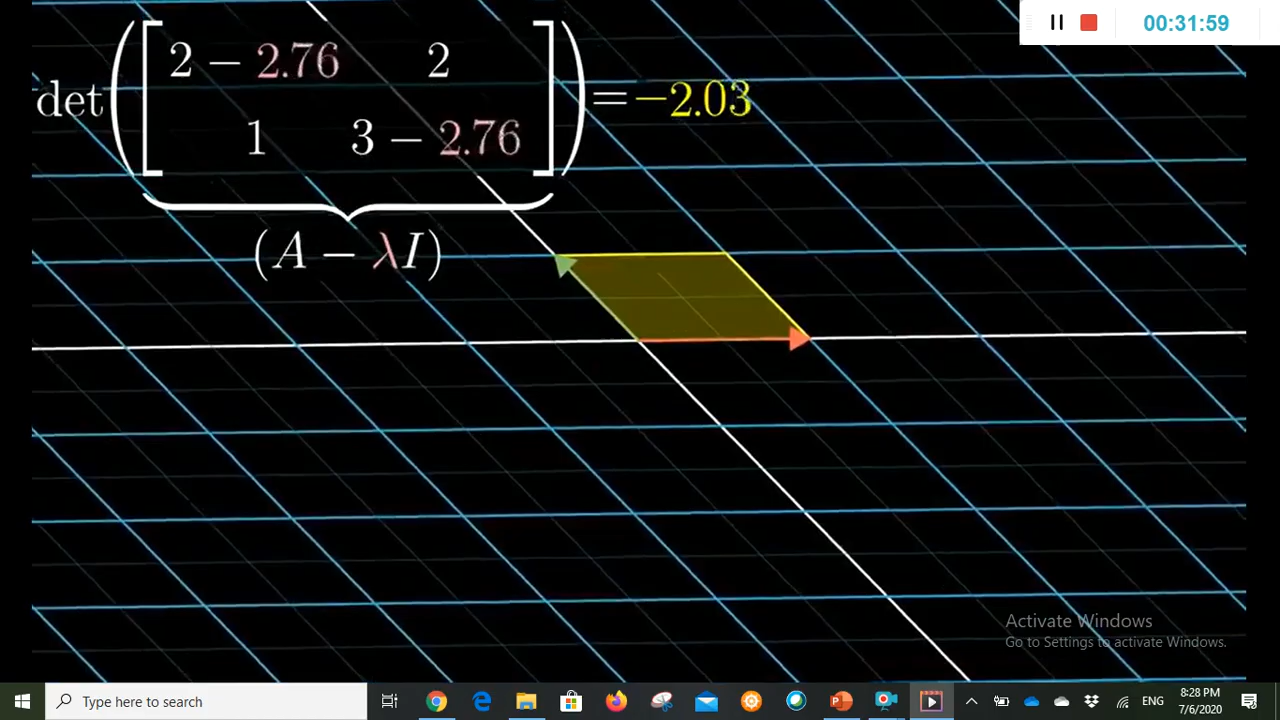 00:31:59
det([2 − 2.76 2
1 3 − 2.76]) = −2.03
(A − λI)
Activate Windows
Go to Settings to activate Windows.
Type here to search
ENG
8:28 PM
7/6/2020